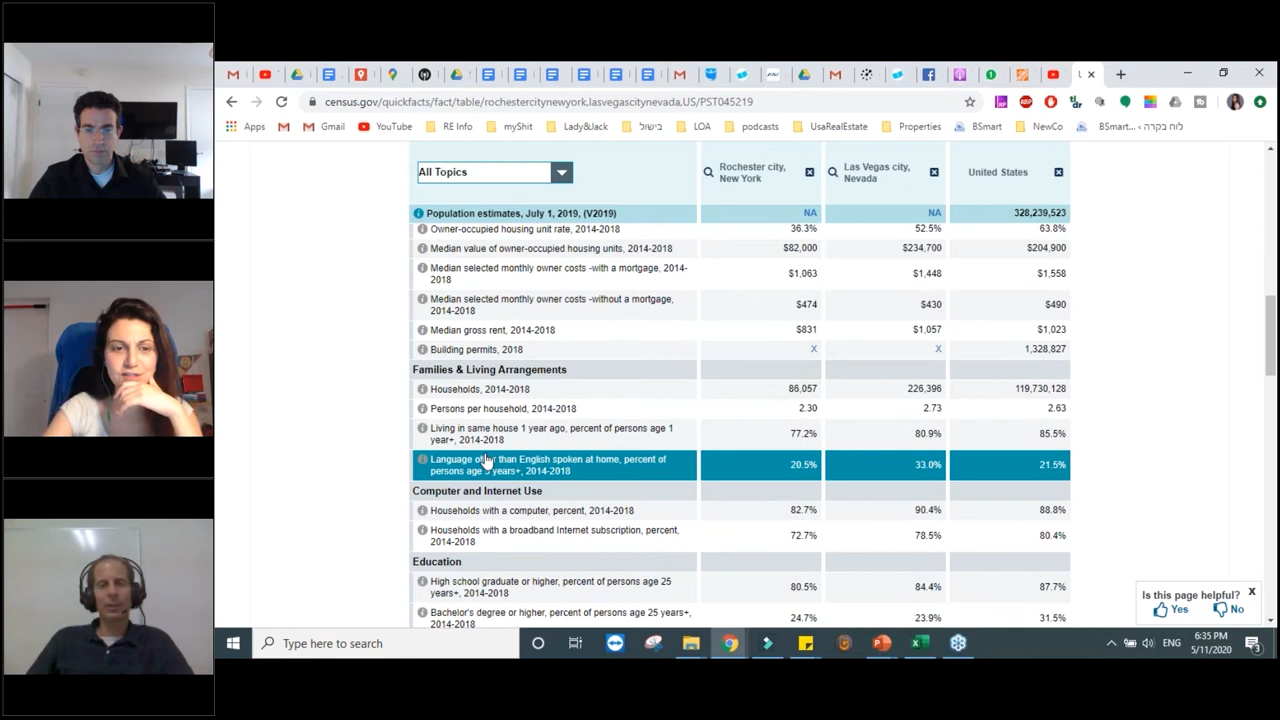 U
census.gov/quickfacts/fact/table/rochestercitynewyork,lasvegascitynevada,US/PST045219
Apps Gmail YouTube RE Info myShit Lady&Jack בישול LOA podcasts UsaRealEstate Properties BSmart NewCo BSmart... לוח בקרה ‹
All Topics
Rochester city, New York
Las Vegas city, Nevada
United States
Population estimates, July 1, 2019, (V2019) NA NA 328,239,523
Owner-occupied housing unit rate, 2014-2018 36.3% 52.5% 63.8%
Median value of owner-occupied housing units, 2014-2018 $82,000 $234,700 $204,900
Median selected monthly owner costs -with a mortgage, 2014-
2018 $1,063 $1,448 $1,558
Median selected monthly owner costs -without a mortgage,
2014-2018 $474 $430 $490
Median gross rent, 2014-2018 $831 $1,057 $1,023
Building permits, 2018 X X 1,328,827
Families & Living Arrangements
Households, 2014-2018 86,057 226,396 119,730,128
Persons per household, 2014-2018 2.30 2.73 2.63
Living in same house 1 year ago, percent of persons age 1
year+, 2014-2018 77.2% 80.9% 85.5%
Language other than English spoken at home, percent of
persons age 5 years+, 2014-2018 20.5% 33.0% 21.5%
Computer and Internet Use
Households with a computer, percent, 2014-2018 82.7% 90.4% 88.8%
Households with a broadband Internet subscription, percent,
2014-2018 72.7% 78.5% 80.4%
Education
High school graduate or higher, percent of persons age 25
years+, 2014-2018 80.5% 84.4% 87.7%
Bachelor's degree or higher, percent of persons age 25 years+,
2014-2018 24.7% 23.9% 31.5%
Is this page helpful? X
Yes No
Type here to search
ENG
6:35 PM
5/11/2020
3